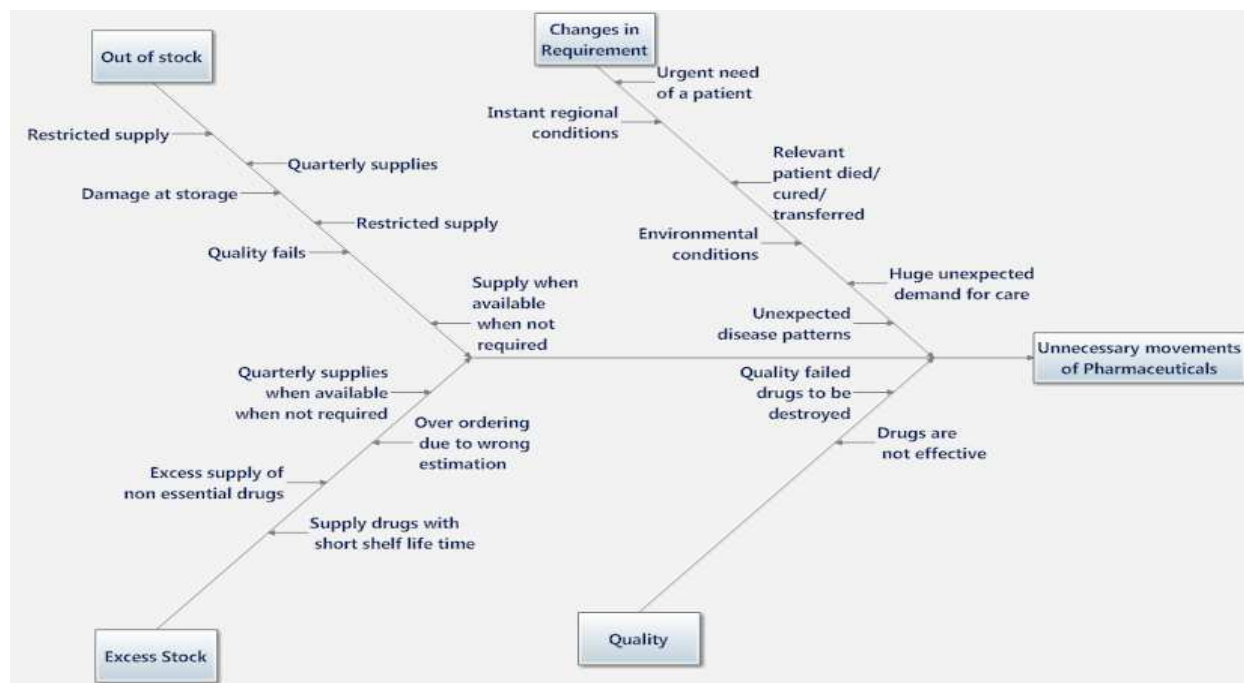 Out of stock
Restricted supply
Quarterly supplies
Damage at storage
Restricted supply
Quality fails
Supply when
available
when not
required
Changes in
Requirement
Urgent need
of a patient
Instant regional
conditions
Relevant
patient died/
cured/
transferred
Environmental
conditions
Huge unexpected
demand for care
Unexpected
disease patterns
Unnecessary movements
of Pharmaceuticals
Quarterly supplies
when available
when not required
Over ordering
due to wrong
estimation
Excess supply of
non essential drugs
Supply drugs with
short shelf life time
Excess Stock
Quality failed
drugs to be
destroyed
Drugs are
not effective
Quality